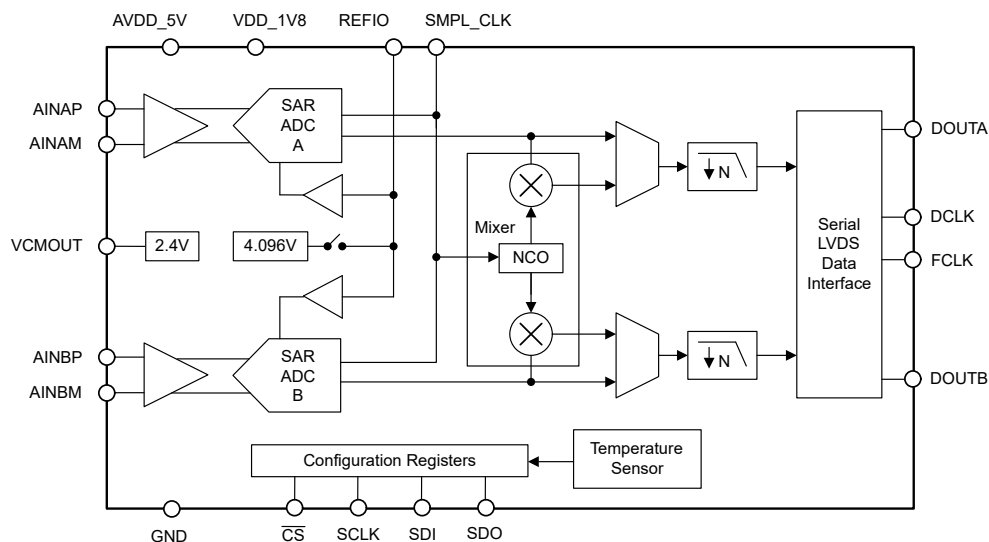 AVDD_5V
VDD_1V8
REFIO
SMPL_CLK
AINAP
AINAM
SAR
ADC
A
DOUTA
N
Serial
LVDS
Data
Interface
DCLK
Mixer
VCMOUT
2.4V
4.096V
NCO
FCLK
AINBP
AINBM
SAR
ADC
B
N
DOUTB
Configuration Registers
Temperature
Sensor
GND
CS
SCLK
SDI
SDO